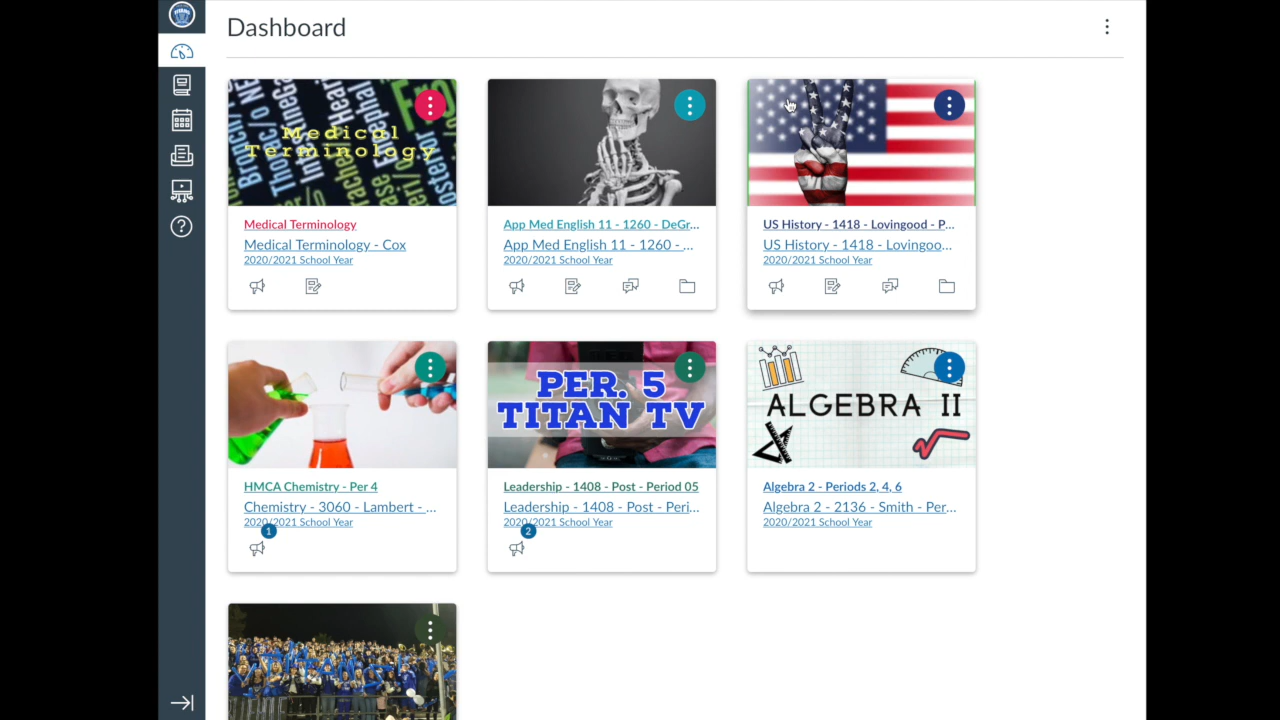 Dashboard
Medical
Terminology
Medical Terminology
Medical Terminology - Cox
2020/2021 School Year
App Med English 11 - 1260 - DeGr...
App Med English 11 - 1260 - ...
2020/2021 School Year
US History - 1418 - Lovingood - P...
US History - 1418 - Lovingoo...
2020/2021 School Year
PER. 5
TITAN TV
ALGEBRA II
HMCA Chemistry - Per 4
Chemistry - 3060 - Lambert - ...
2020/2021 School Year
1
Leadership - 1408 - Post - Period 05
Leadership - 1408 - Post - Peri...
2020/2021 School Year
2
Algebra 2 - Periods 2, 4, 6
Algebra 2 - 2136 - Smith - Per...
2020/2021 School Year